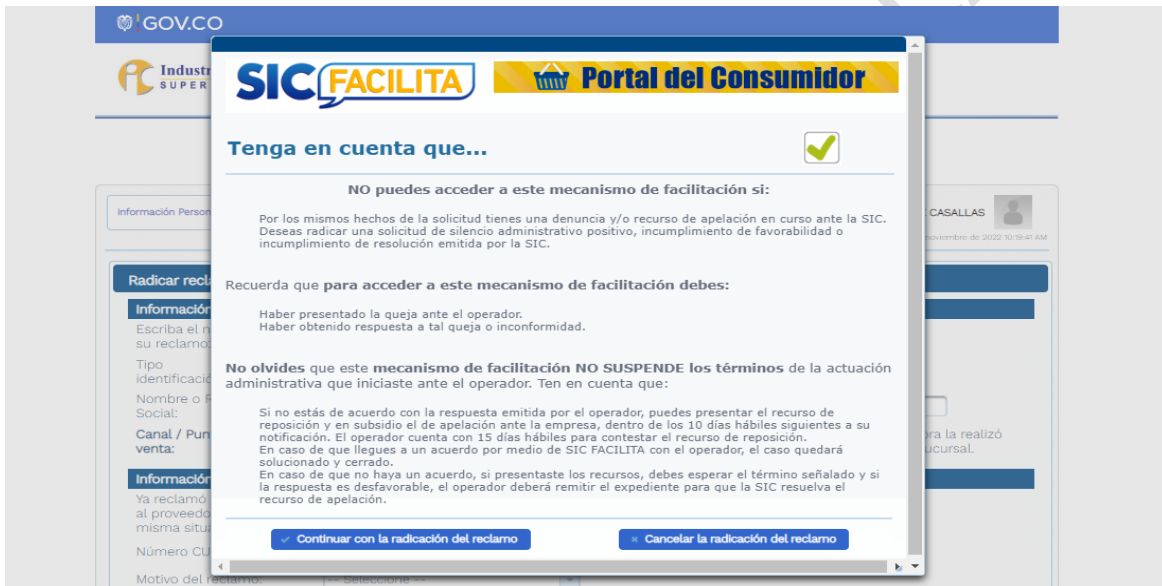 GOV.CO
Industr
SUPER
SIC FACILITA Portal del Consumidor
Tenga en cuenta que...
NO puedes acceder a este mecanismo de facilitación si:
Información Person
CASALLAS
Por los mismos hechos de la solicitud tienes una denuncia y/o recurso de apelación en curso ante la SIC.
Deseas radicar una solicitud de silencio administrativo positivo, incumplimiento de favorabilidad o
incumplimiento de resolución emitida por la SIC.
noviembre de 2022 10:19:41 AM
Radicar recla
Recuerda que para acceder a este mecanismo de facilitación debes:
Información
Haber presentado la queja ante el operador.
Haber obtenido respuesta a tal queja o inconformidad.
Escriba el n
su reclamo:
Tipo
identificació
No olvides que este mecanismo de facilitación NO SUSPENDE los términos de la actuación
administrativa que iniciaste ante el operador. Ten en cuenta que:
Nombre o R
Social:
Canal / Pun
venta:
ora la realizó
ucursal.
Si no estás de acuerdo con la respuesta emitida por el operador, puedes presentar el recurso de
reposición y en subsidio el de apelación ante la empresa, dentro de los 10 días hábiles siguientes a su
notificación. El operador cuenta con 15 días hábiles para contestar el recurso de reposición.
En caso de que llegues a un acuerdo por medio de SIC FACILITA con el operador, el caso quedará
solucionado y cerrado.
En caso de que no haya un acuerdo, si presentaste los recursos, debes esperar el término señalado y si
la respuesta es desfavorable, el operador deberá remitir el expediente para que la SIC resuelva el
recurso de apelación.
Información
Ya reclamó
al proveedo
misma situa
Número CU
Continuar con la radicación del reclamo
Cancelar la radicación del reclamo
Motivo del reclamo: -- Seleccione --